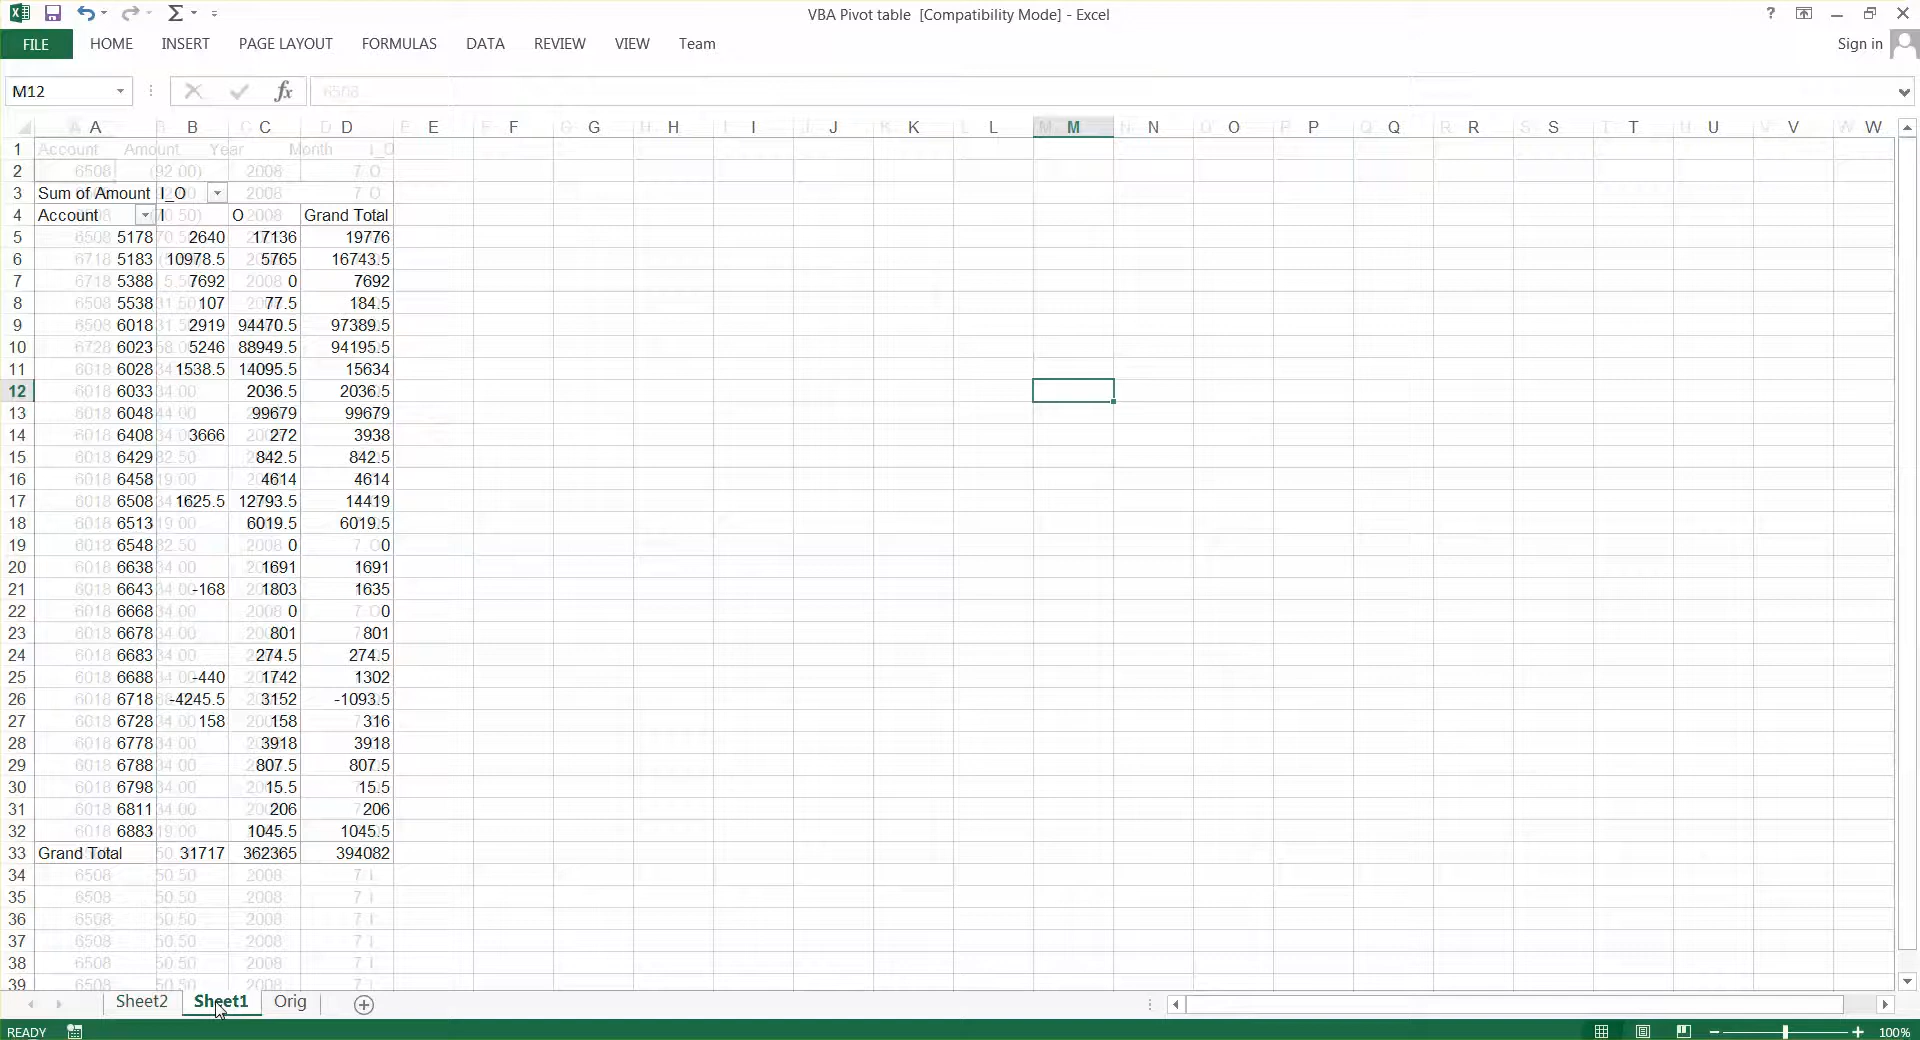 VBA Pivot table [Compatibility Mode] - Excel
FILE HOME INSERT PAGE LAYOUT FORMULAS DATA REVIEW VIEW Team Sign in
M12 fx 6508
A B C D E F G H I J K L M N O P Q R S T U V W
1 Account Amount Year Month I_O
2 6508 (92.00) 2008 7 O
3 Sum of Amount I_O
4 Account I O Grand Total
5 5178 2640 17136 19776
6 5183 10978.5 5765 16743.5
7 5388 7692 0 7692
8 5538 107 77.5 184.5
9 6018 2919 94470.5 97389.5
10 6023 5246 88949.5 94195.5
11 6028 1538.5 14095.5 15634
12 6033 2036.5 2036.5
13 6048 99679 99679
14 6408 3666 272 3938
15 6429 842.5 842.5
16 6458 4614 4614
17 6508 1625.5 12793.5 14419
18 6513 6019.5 6019.5
19 6548 0 0
20 6638 1691 1691
21 6643 -168 1803 1635
22 6668 0 0
23 6678 801 801
24 6683 274.5 274.5
25 6688 -440 1742 1302
26 6718 -4245.5 3152 -1093.5
27 6728 158 158 316
28 6778 3918 3918
29 6788 807.5 807.5
30 6798 15.5 15.5
31 6811 206 206
32 6883 1045.5 1045.5
33 Grand Total 31717 362365 394082
34 6508 50.50 2008 7 I
35 6508 50.50 2008 7 I
36 6508 50.50 2008 7 I
37 6508 50.50 2008 7 I
38 6508 50.50 2008 7 I
39
Sheet2 Sheet1 Orig
READY 100%